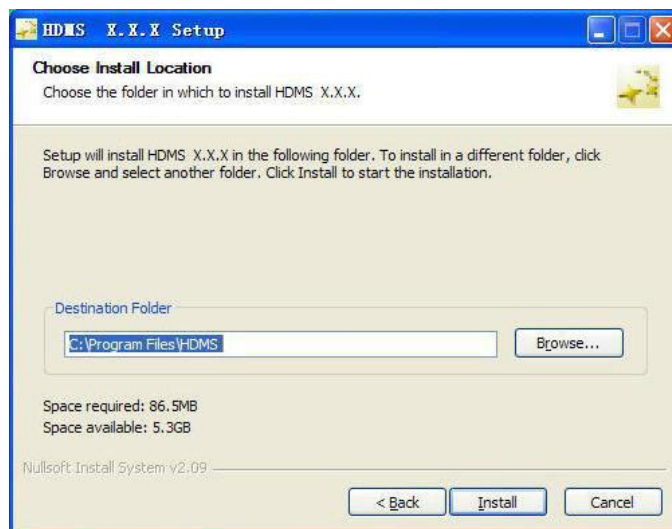 HDMS X.X.X Setup
Choose Install Location
Choose the folder in which to install HDMS X.X.X.
Setup will install HDMS X.X.X in the following folder. To install in a different folder, click
Browse and select another folder. Click Install to start the installation.
Destination Folder
C:\Program Files\HDMS
Browse...
Space required: 86.5MB
Space available: 5.3GB
Nullsoft Install System v2.09
< Back
Install
Cancel